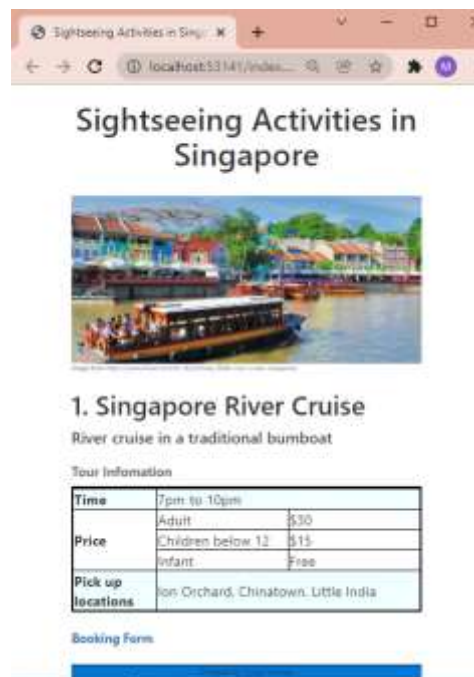 Sightseeing Activities in Sing
localhost:53141/index...
M
Sightseeing Activities in
Singapore
1. Singapore River Cruise
River cruise in a traditional bumboat
Tour Infomation
Time 7pm to 10pm
Price Adult $30
Children below 12 $15
Infant Free
Pick up locations Ion Orchard, Chinatown, Little India
Booking Form